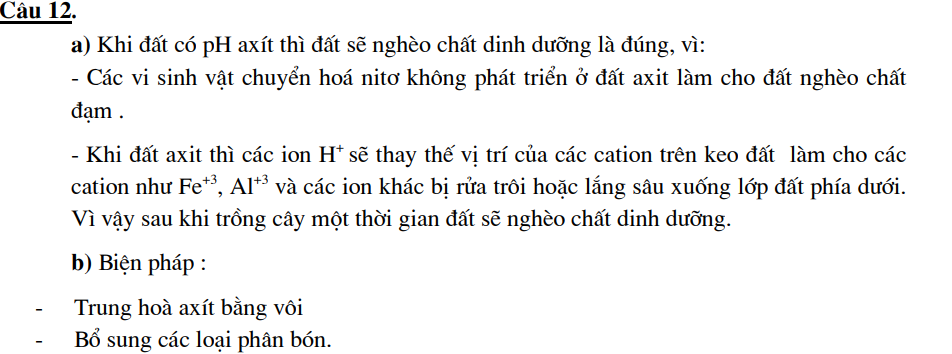 Câu 12.
a) Khi đất có pH axít thì đất sẽ nghèo chất dinh dưỡng là đúng, vì:
- Các vi sinh vật chuyển hoá nitơ không phát triển ở đất axit làm cho đất nghèo chất
đạm .
- Khi đất axit thì các ion H⁺ sẽ thay thế vị trí của các cation trên keo đất làm cho các
cation như Fe⁺³, Al⁺³ và các ion khác bị rửa trôi hoặc lắng sâu xuống lớp đất phía dưới.
Vì vậy sau khi trồng cây một thời gian đất sẽ nghèo chất dinh dưỡng.
b) Biện pháp :
- Trung hoà axít bằng vôi
- Bổ sung các loại phân bón.